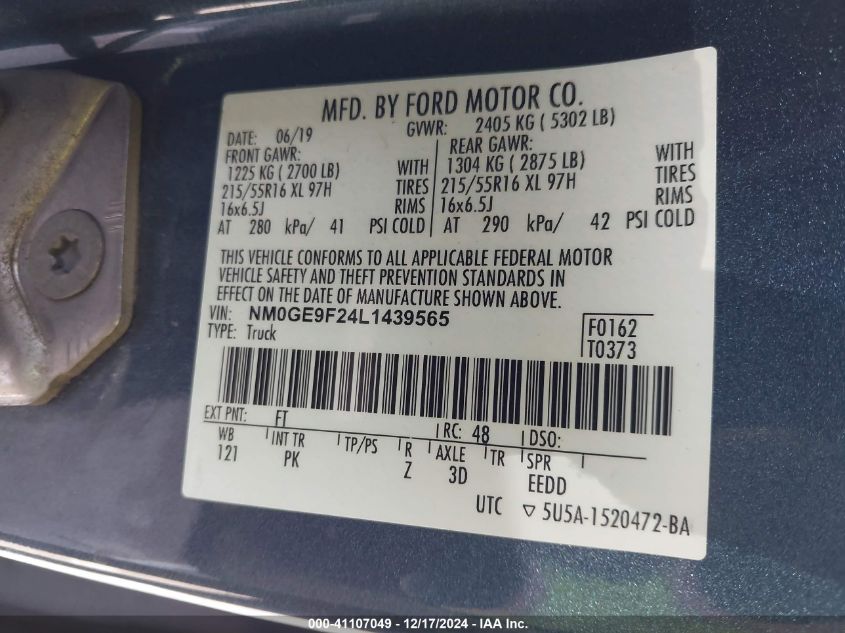 MFD. BY FORD MOTOR CO.
DATE: 06/19 GVWR: 2405 KG ( 5302 LB)
FRONT GAWR: REAR GAWR:
1225 KG ( 2700 LB) WITH 1304 KG ( 2875 LB) WITH
215/55R16 XL 97H TIRES 215/55R16 XL 97H TIRES
16x6.5J RIMS 16x6.5J RIMS
AT 280 kPa/ 41 PSI COLD AT 290 kPa/ 42 PSI COLD
THIS VEHICLE CONFORMS TO ALL APPLICABLE FEDERAL MOTOR
VEHICLE SAFETY AND THEFT PREVENTION STANDARDS IN
EFFECT ON THE DATE OF MANUFACTURE SHOWN ABOVE.
VIN: NM0GE9F24L1439565
TYPE: Truck
F0162
T0373
EXT PNT: FT RC: 48 DSO:
WB INT TR TP/PS R AXLE TR SPR
121 PK Z 3D EEDD
UTC ▽ 5U5A-1520472-BA
000-41107049 - 12/17/2024 - IAA Inc.